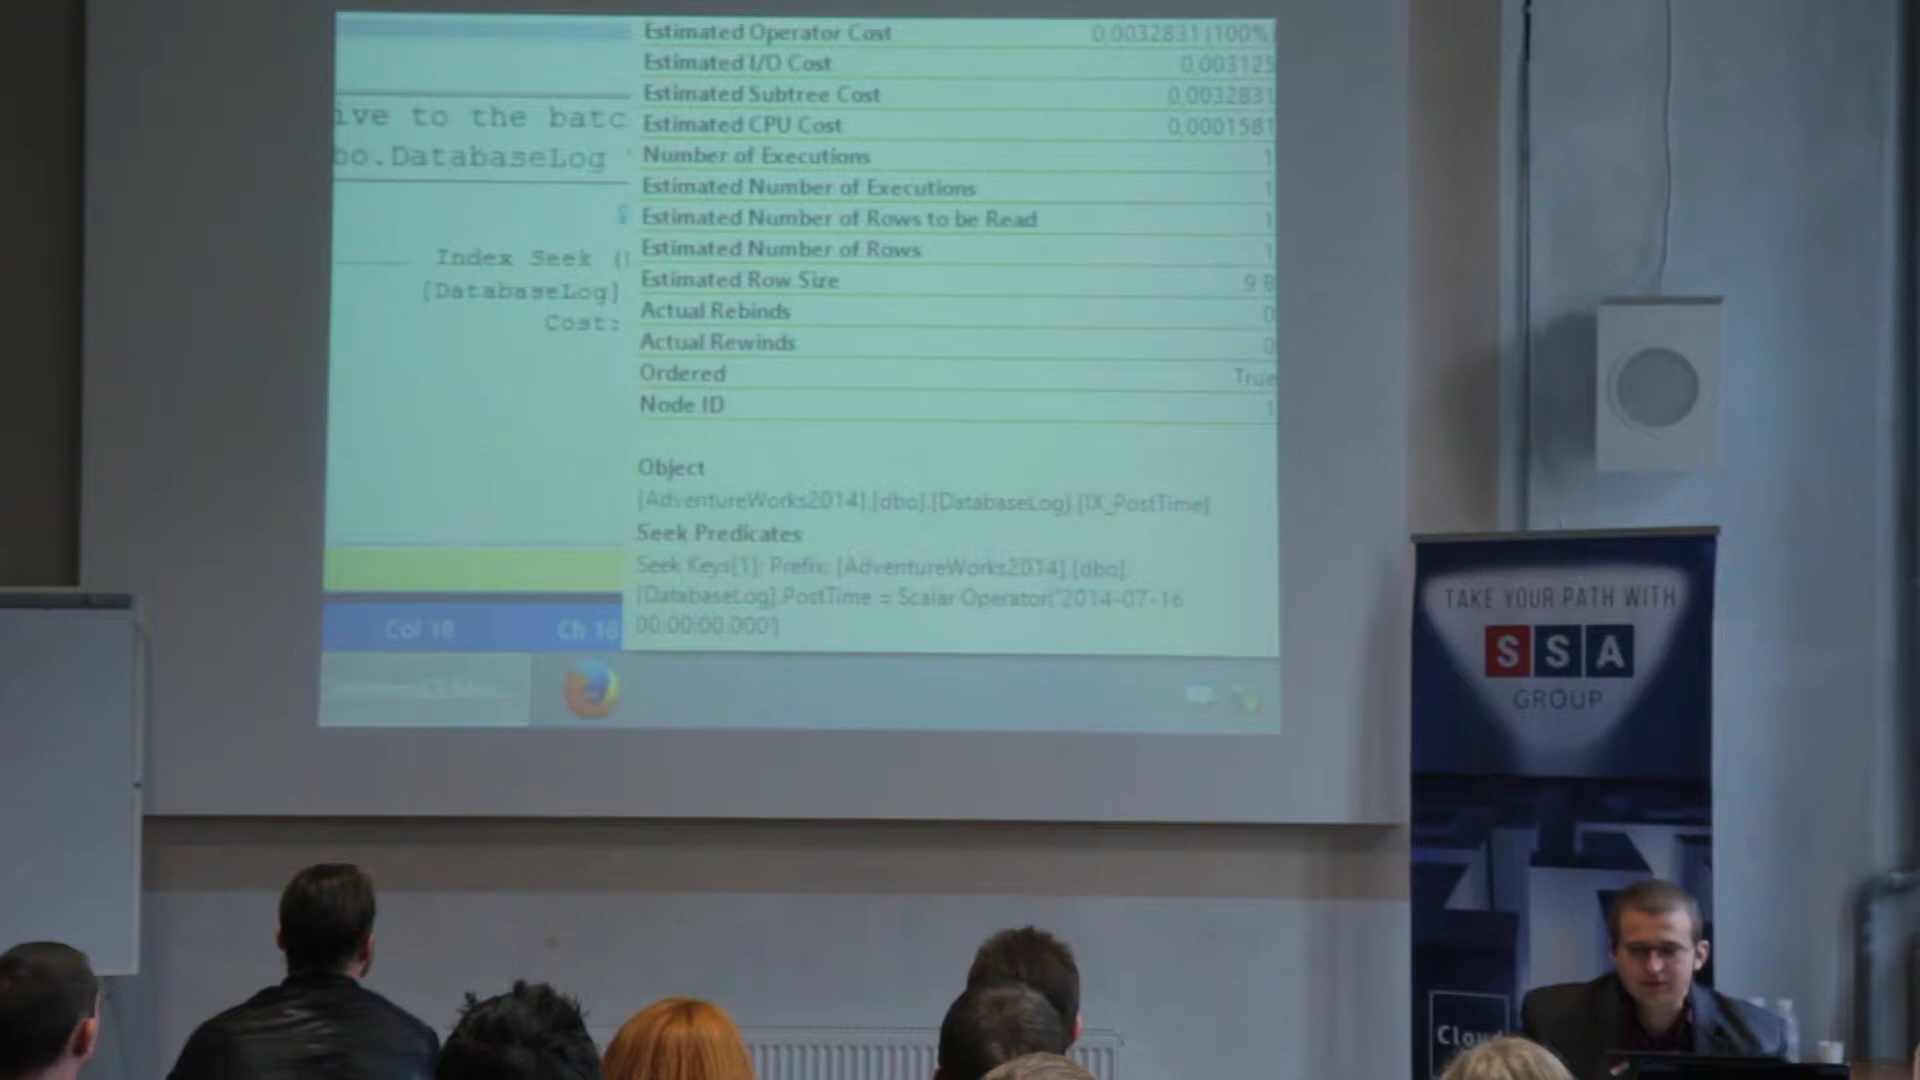 ive to the batc
bo.DatabaseLog
Index Seek (
[DatabaseLog]
Cost:
Col 18
Ch 18
Estimated Operator Cost 0,0032831 (100%)
Estimated I/O Cost 0,003125
Estimated Subtree Cost 0,0032831
Estimated CPU Cost 0,0001581
Number of Executions 1
Estimated Number of Executions 1
Estimated Number of Rows to be Read 1
Estimated Number of Rows 1
Estimated Row Size 9 B
Actual Rebinds 0
Actual Rewinds 0
Ordered True
Node ID 1
Object
[AdventureWorks2014].[dbo].[DatabaseLog].[IX_PostTime]
Seek Predicates
Seek Keys[1]: Prefix: [AdventureWorks2014].[dbo].
[DatabaseLog].PostTime = Scalar Operator('2014-07-16
00:00:00.000')
TAKE YOUR PATH WITH
SSA
GROUP
Clou